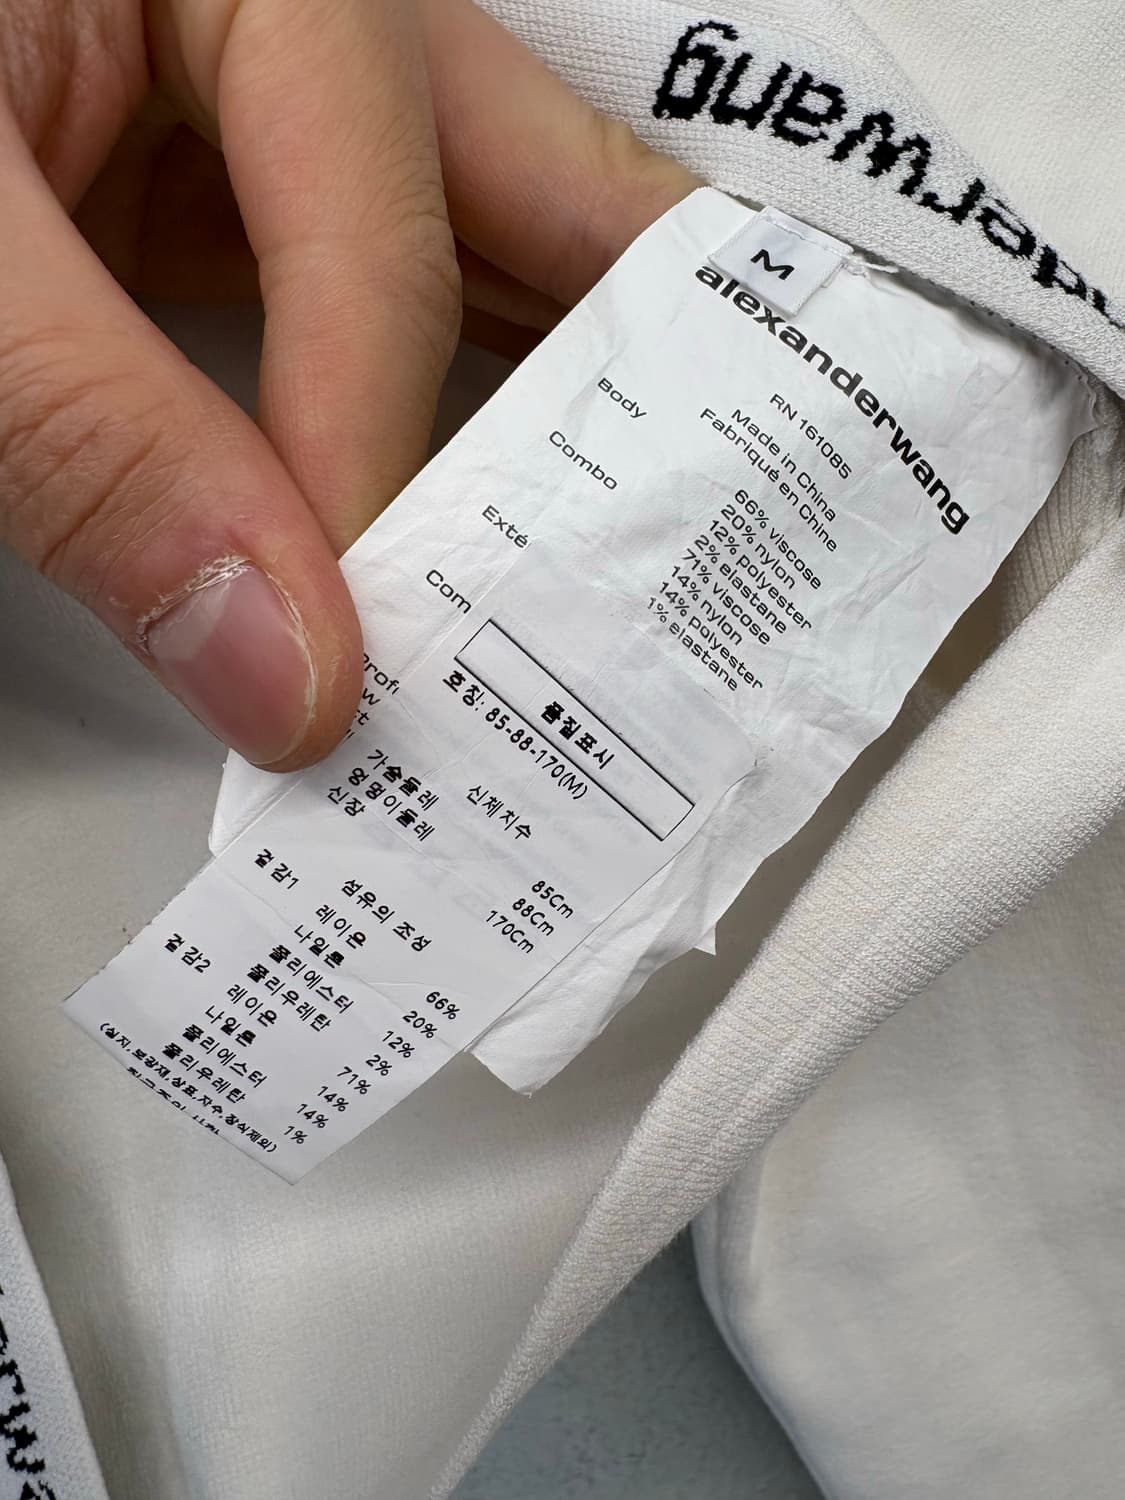 erwang
M
alexanderwang
RN 161085
Made in China
Fabriqué en Chine
Body 66% viscose
20% nylon
12% polyester
2% elastane
Combo 71% viscose
14% nylon
14% polyester
1% elastane
품질표시
호칭: 85-88-170(M)
신체치수
가슴둘레 85Cm
엉덩이둘레 88Cm
신장 170Cm
섬유의 조성
겉감1 레이온 66%
나일론 20%
폴리에스터 12%
폴리우레탄 2%
겉감2 레이온 71%
나일론 14%
폴리에스터 14%
폴리우레탄 1%